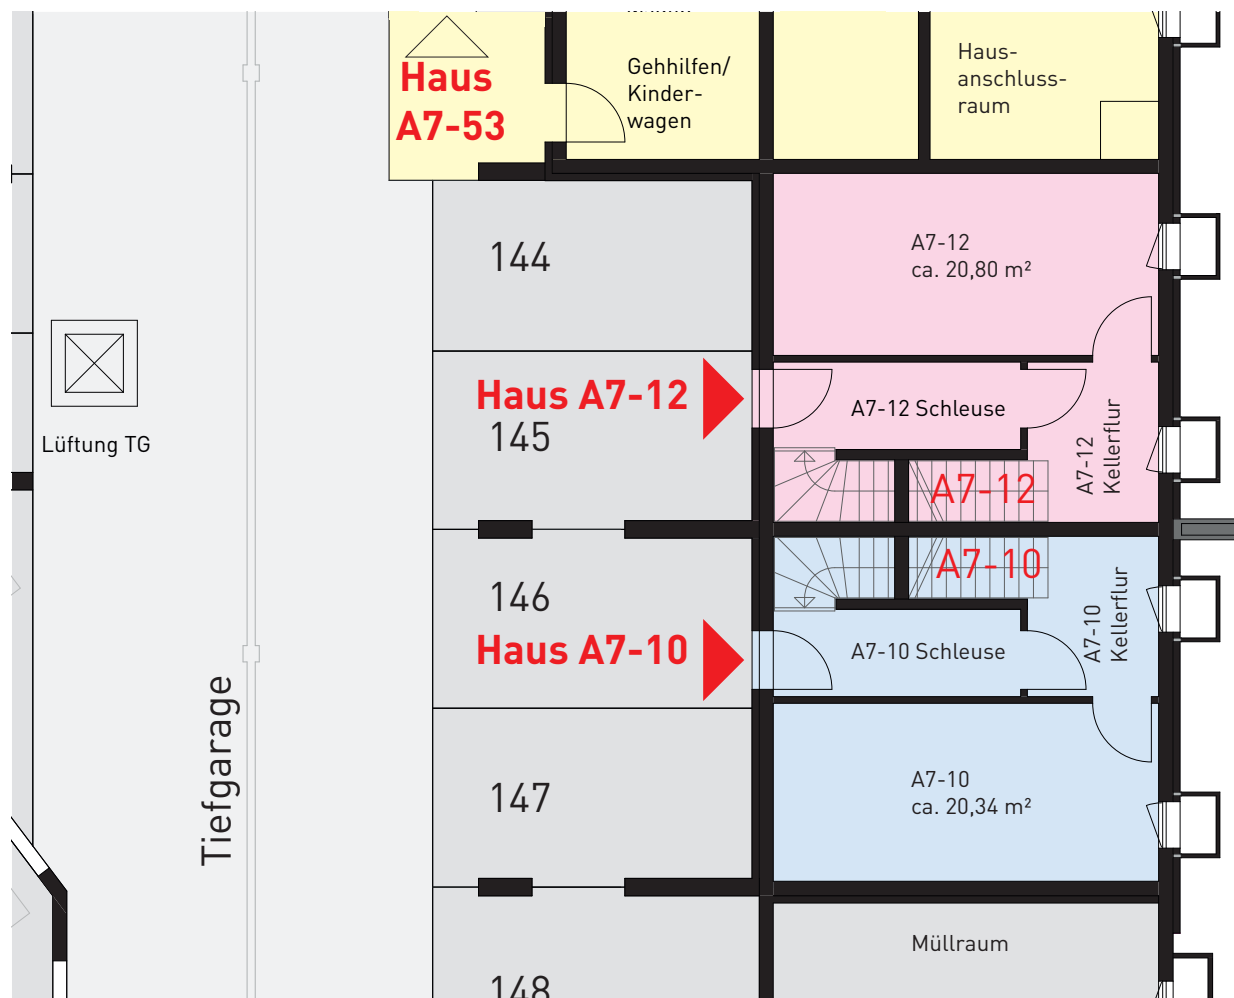 Haus
A7-53
Gehhilfen/
Kinder-
wagen
Haus-
anschluss-
raum
144
A7-12
ca. 20,80 m²
Haus A7-12
145
A7-12 Schleuse
A7-12
Kellerflur
A7-12
Lüftung TG
A7-10
146
Haus A7-10
A7-10 Schleuse
A7-10
Kellerflur
Tiefgarage
147
A7-10
ca. 20,34 m²
Müllraum
148